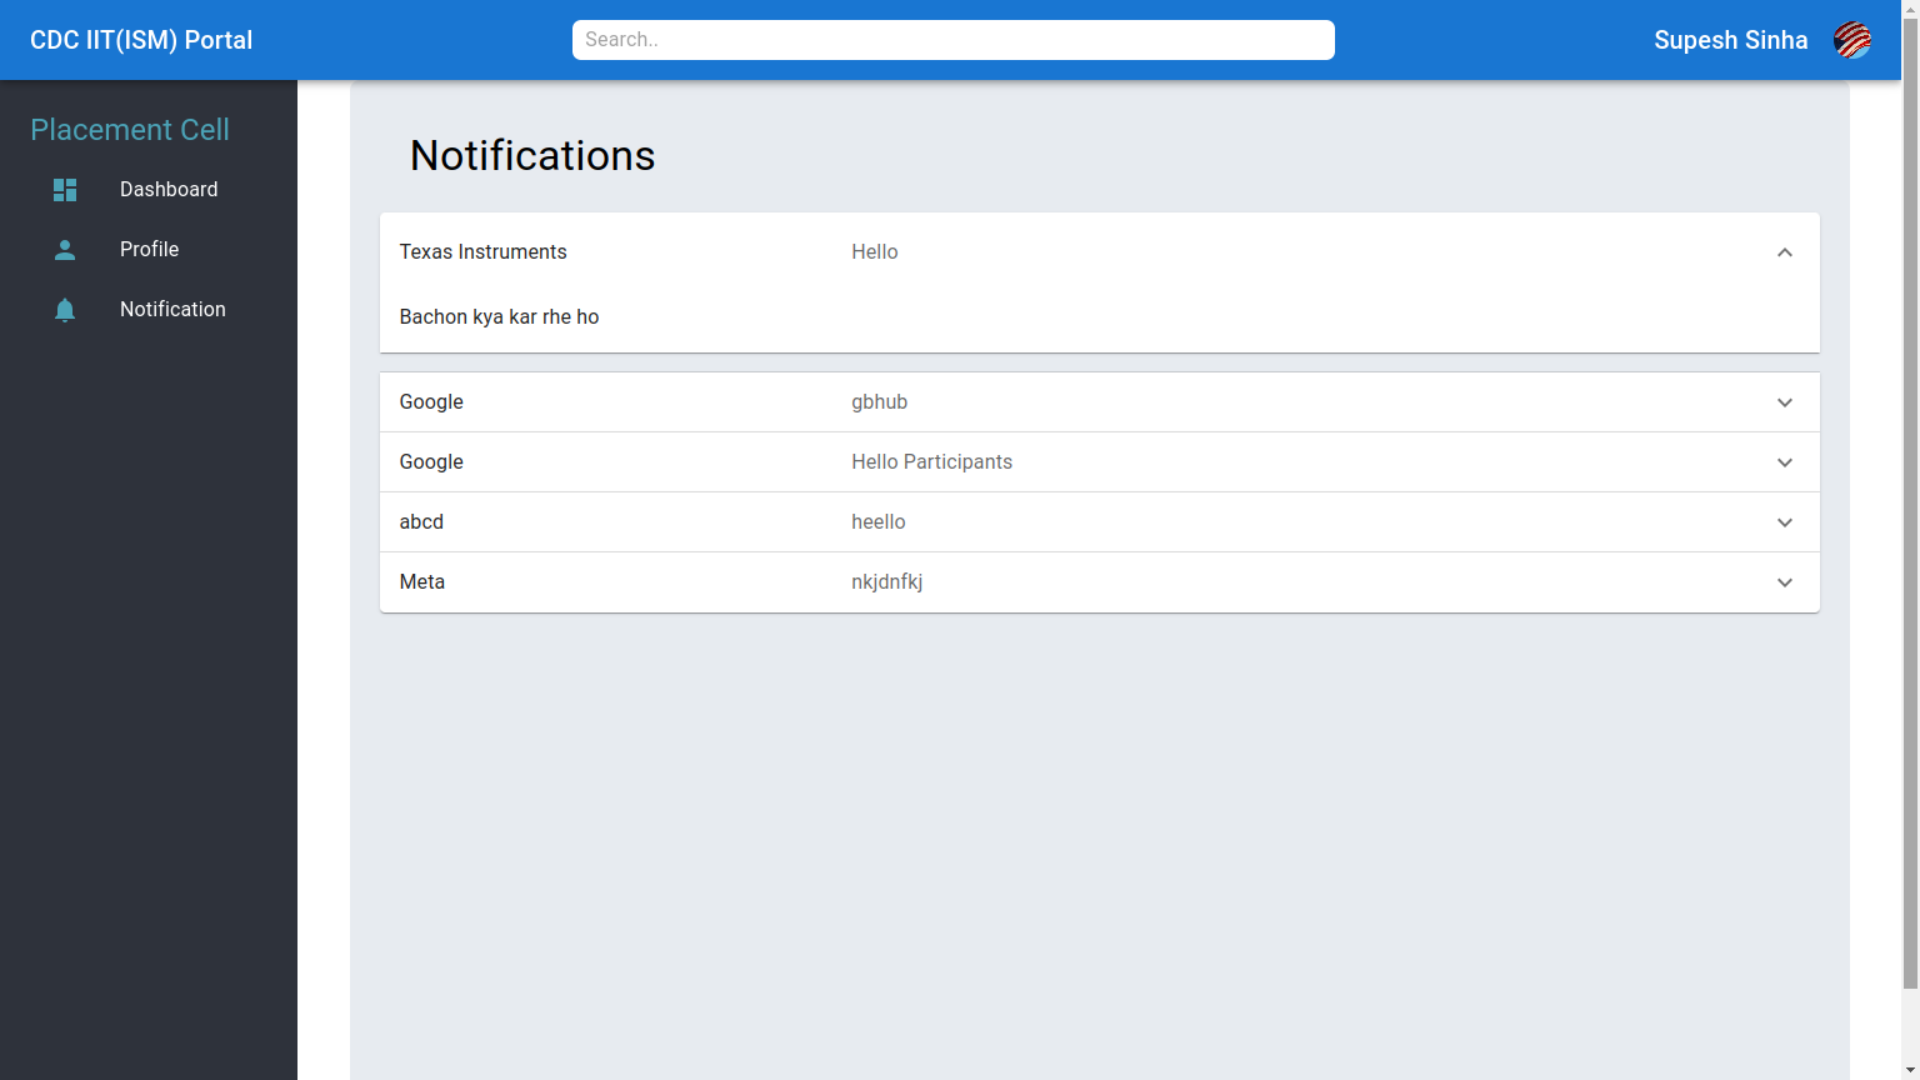 CDC IIT(ISM) Portal
Search..
Supesh Sinha
Placement Cell
Dashboard
Profile
Notification
Notifications
Texas Instruments Hello
Bachon kya kar rhe ho
Google gbhub
Google Hello Participants
abcd heello
Meta nkjdnfkj